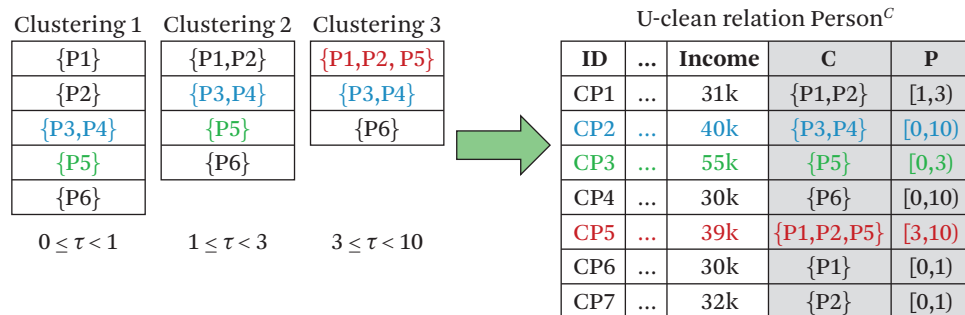 Clustering 1
{P1}
{P2}
{P3,P4}
{P5}
{P6}
0 ≤ τ < 1
Clustering 2
{P1,P2}
{P3,P4}
{P5}
{P6}
1 ≤ τ < 3
Clustering 3
{P1,P2, P5}
{P3,P4}
{P6}
3 ≤ τ < 10
U-clean relation Person^C
ID ... Income C P
CP1 ... 31k {P1,P2} [1,3)
CP2 ... 40k {P3,P4} [0,10)
CP3 ... 55k {P5} [0,3)
CP4 ... 30k {P6} [0,10)
CP5 ... 39k {P1,P2,P5} [3,10)
CP6 ... 30k {P1} [0,1)
CP7 ... 32k {P2} [0,1)